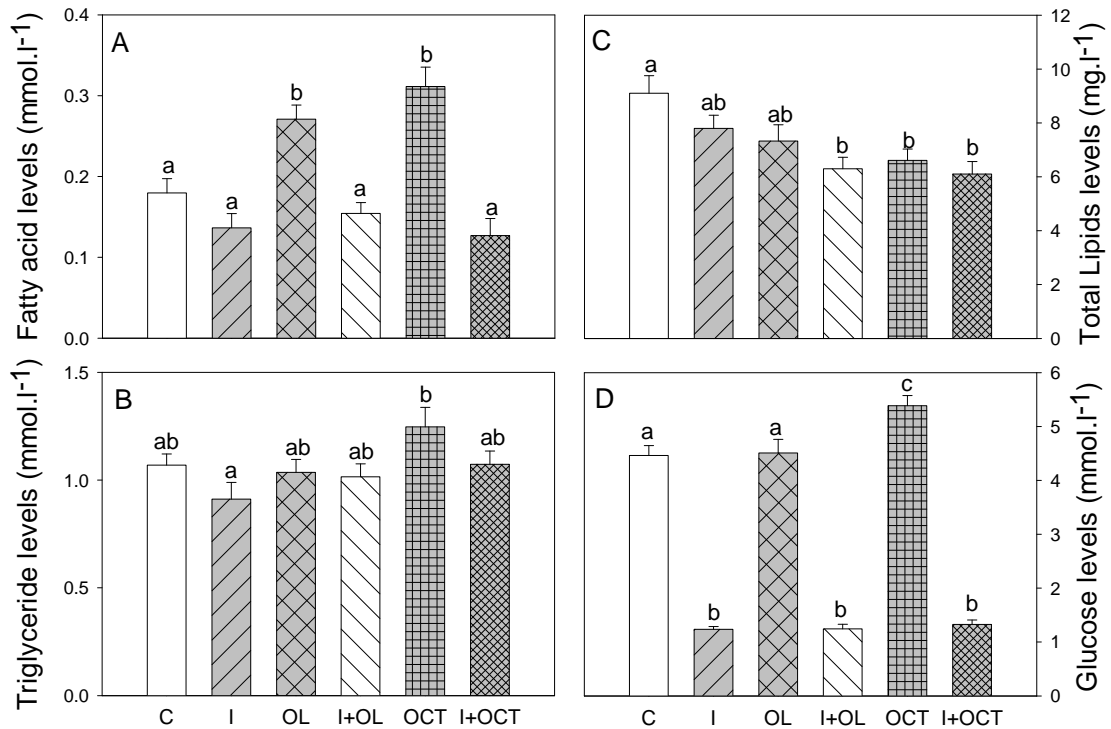 Fatty acid levels (mmol.l-1)
0.4
0.3
0.2
0.1
0.0
A
a
a
b
a
b
a
C
a
ab
ab
b
b
b
12
10
8
6
4
2
0
Total Lipids levels (mg.l-1)
Triglyceride levels (mmol.l-1)
1.5
1.0
0.5
0.0
B
ab
a
ab
ab
b
ab
C I OL I+OL OCT I+OCT
D
a
b
a
b
c
b
C I OL I+OL OCT I+OCT
6
5
4
3
2
1
0
Glucose levels (mmol.l-1)